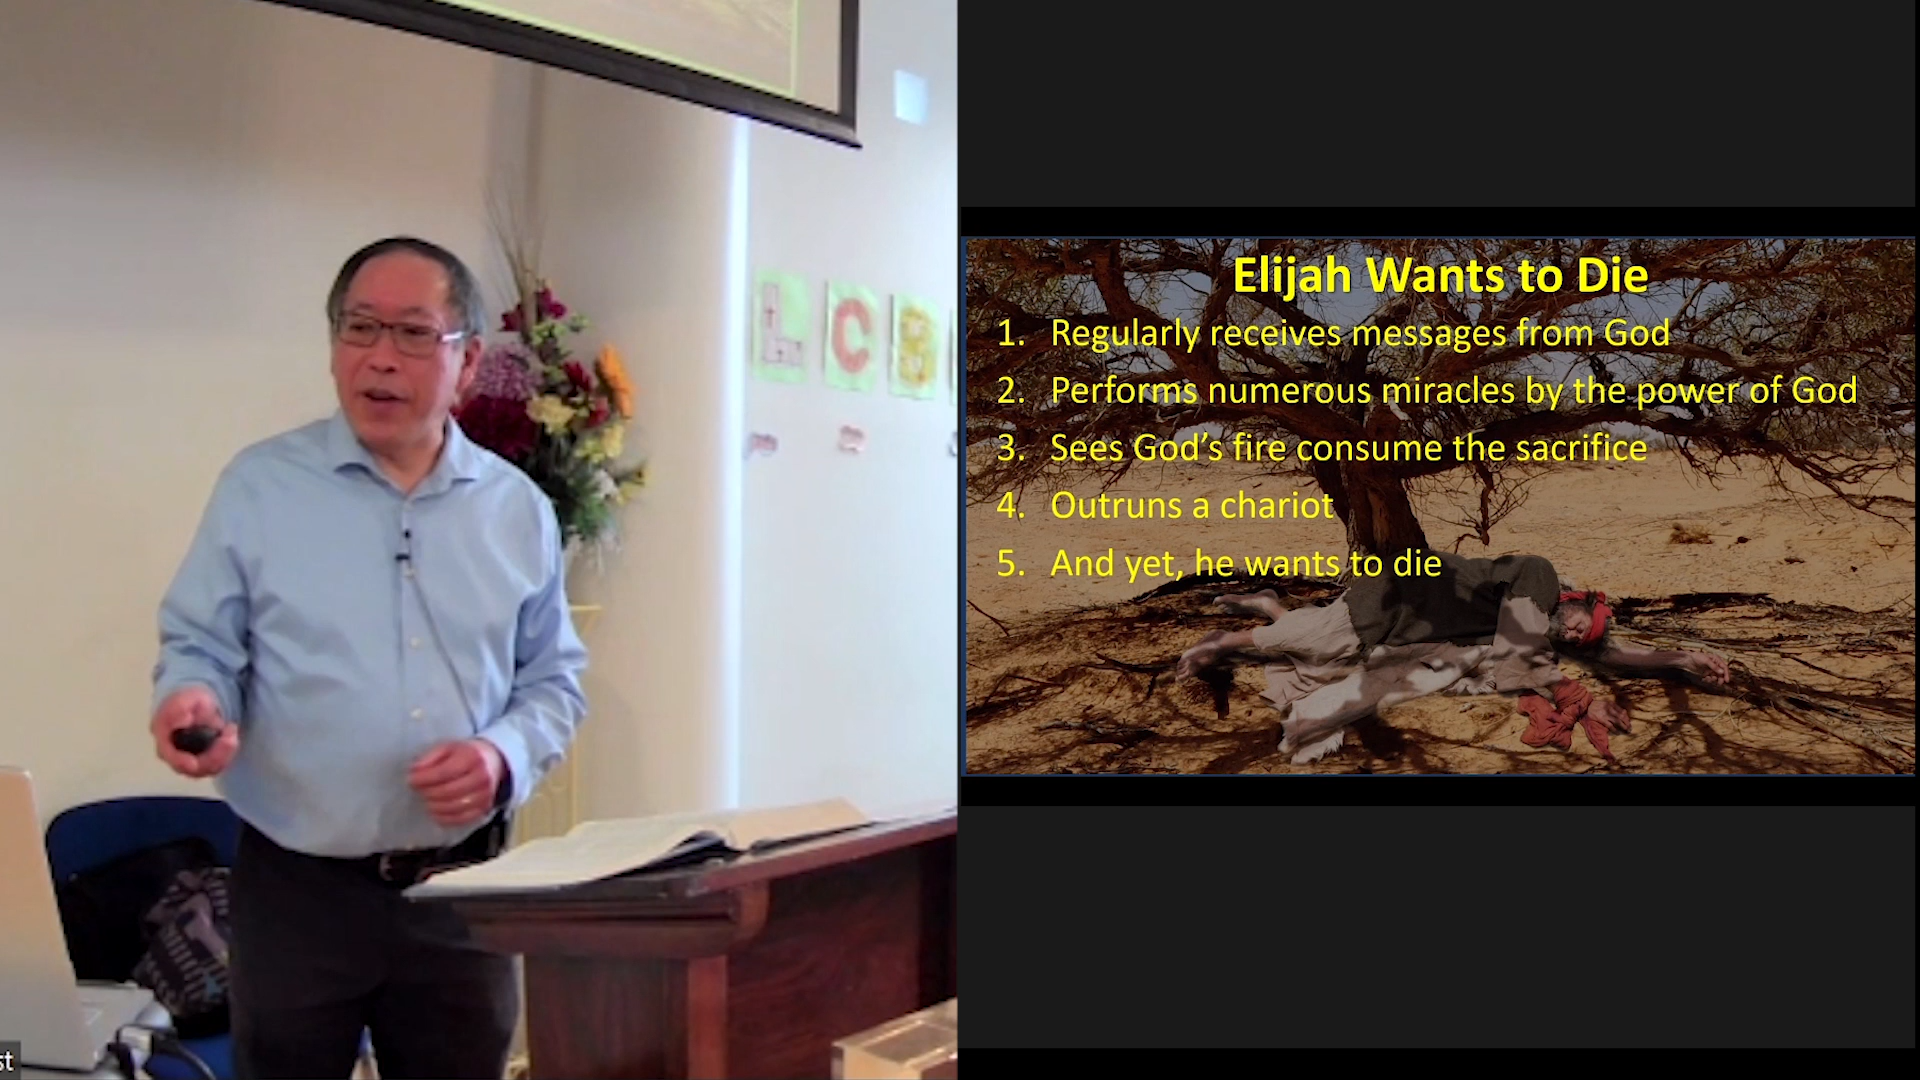 Elijah Wants to Die
1. Regularly receives messages from God
2. Performs numerous miracles by the power of God
3. Sees God's fire consume the sacrifice
4. Outruns a chariot
5. And yet, he wants to die
L C
st